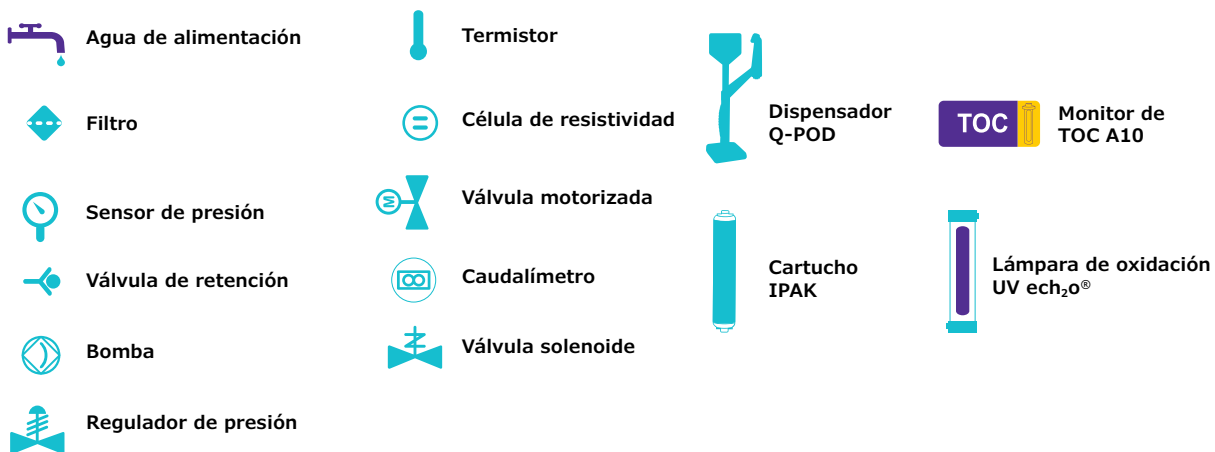 Agua de alimentación
Filtro
Sensor de presión
Válvula de retención
Bomba
Regulador de presión
Termistor
Célula de resistividad
M
Válvula motorizada
Caudalímetro
Válvula solenoide
Dispensador
Q-POD
Cartucho
IPAK
TOC
Monitor de
TOC A10
Lámpara de oxidación
UV ech₂o®